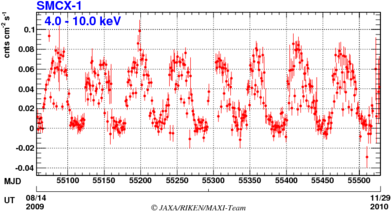 SMCX-1
4.0 - 10.0 keV
cnts cm⁻² s⁻¹
0.1
0.08
0.06
0.04
0.02
0
-0.02
-0.04
MJD 55100 55150 55200 55250 55300 55350 55400 55450 55500
UT 08/14 11/29
2009 2010
© JAXA/RIKEN/MAXI-Team